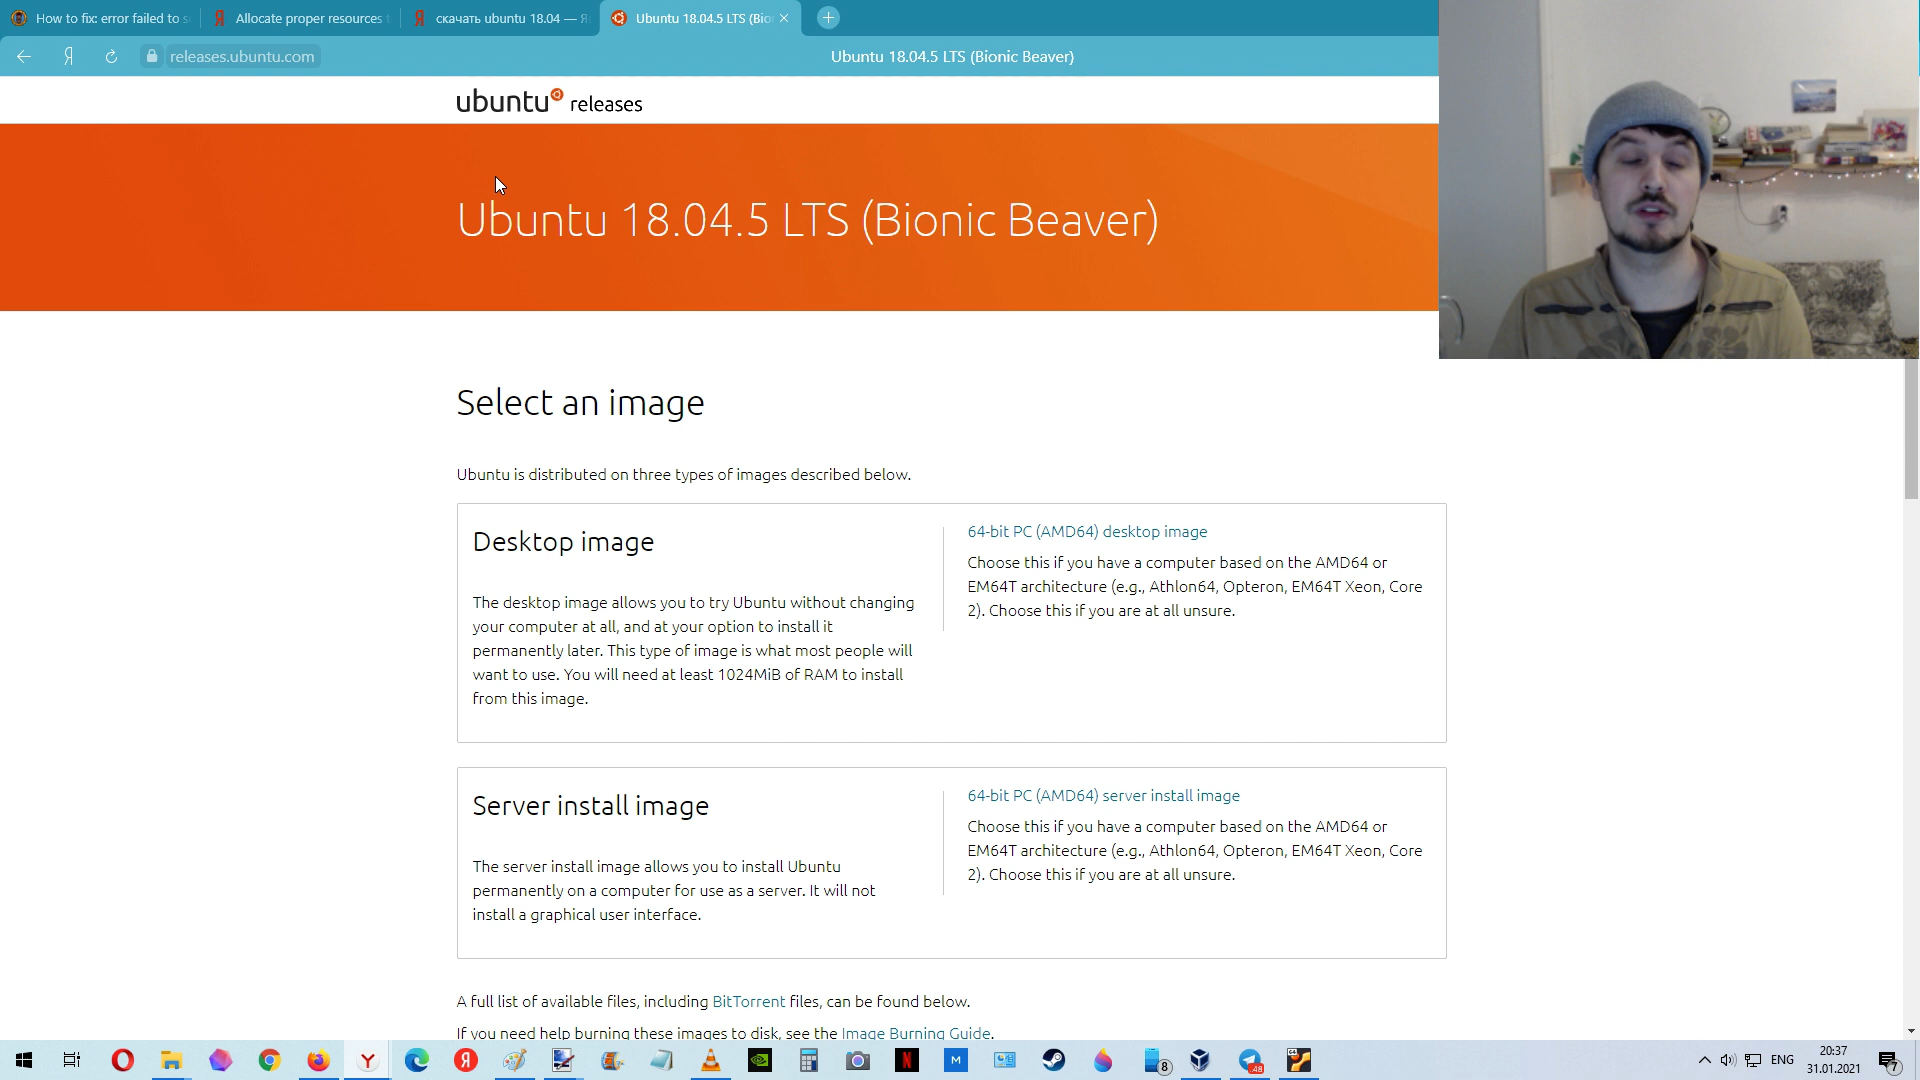 How to fix: error failed to s
Allocate proper resources t
скачать ubuntu 18.04 — Я
Ubuntu 18.04.5 LTS (Bion
releases.ubuntu.com
Ubuntu 18.04.5 LTS (Bionic Beaver)
ubuntu releases
Ubuntu 18.04.5 LTS (Bionic Beaver)
Select an image
Ubuntu is distributed on three types of images described below.
Desktop image
The desktop image allows you to try Ubuntu without changing
your computer at all, and at your option to install it
permanently later. This type of image is what most people will
want to use. You will need at least 1024MiB of RAM to install
from this image.
64-bit PC (AMD64) desktop image
Choose this if you have a computer based on the AMD64 or
EM64T architecture (e.g., Athlon64, Opteron, EM64T Xeon, Core
2). Choose this if you are at all unsure.
Server install image
The server install image allows you to install Ubuntu
permanently on a computer for use as a server. It will not
install a graphical user interface.
64-bit PC (AMD64) server install image
Choose this if you have a computer based on the AMD64 or
EM64T architecture (e.g., Athlon64, Opteron, EM64T Xeon, Core
2). Choose this if you are at all unsure.
A full list of available files, including BitTorrent files, can be found below.
If you need help burning these images to disk, see the Image Burning Guide.
ENG
20:37
31.01.2021